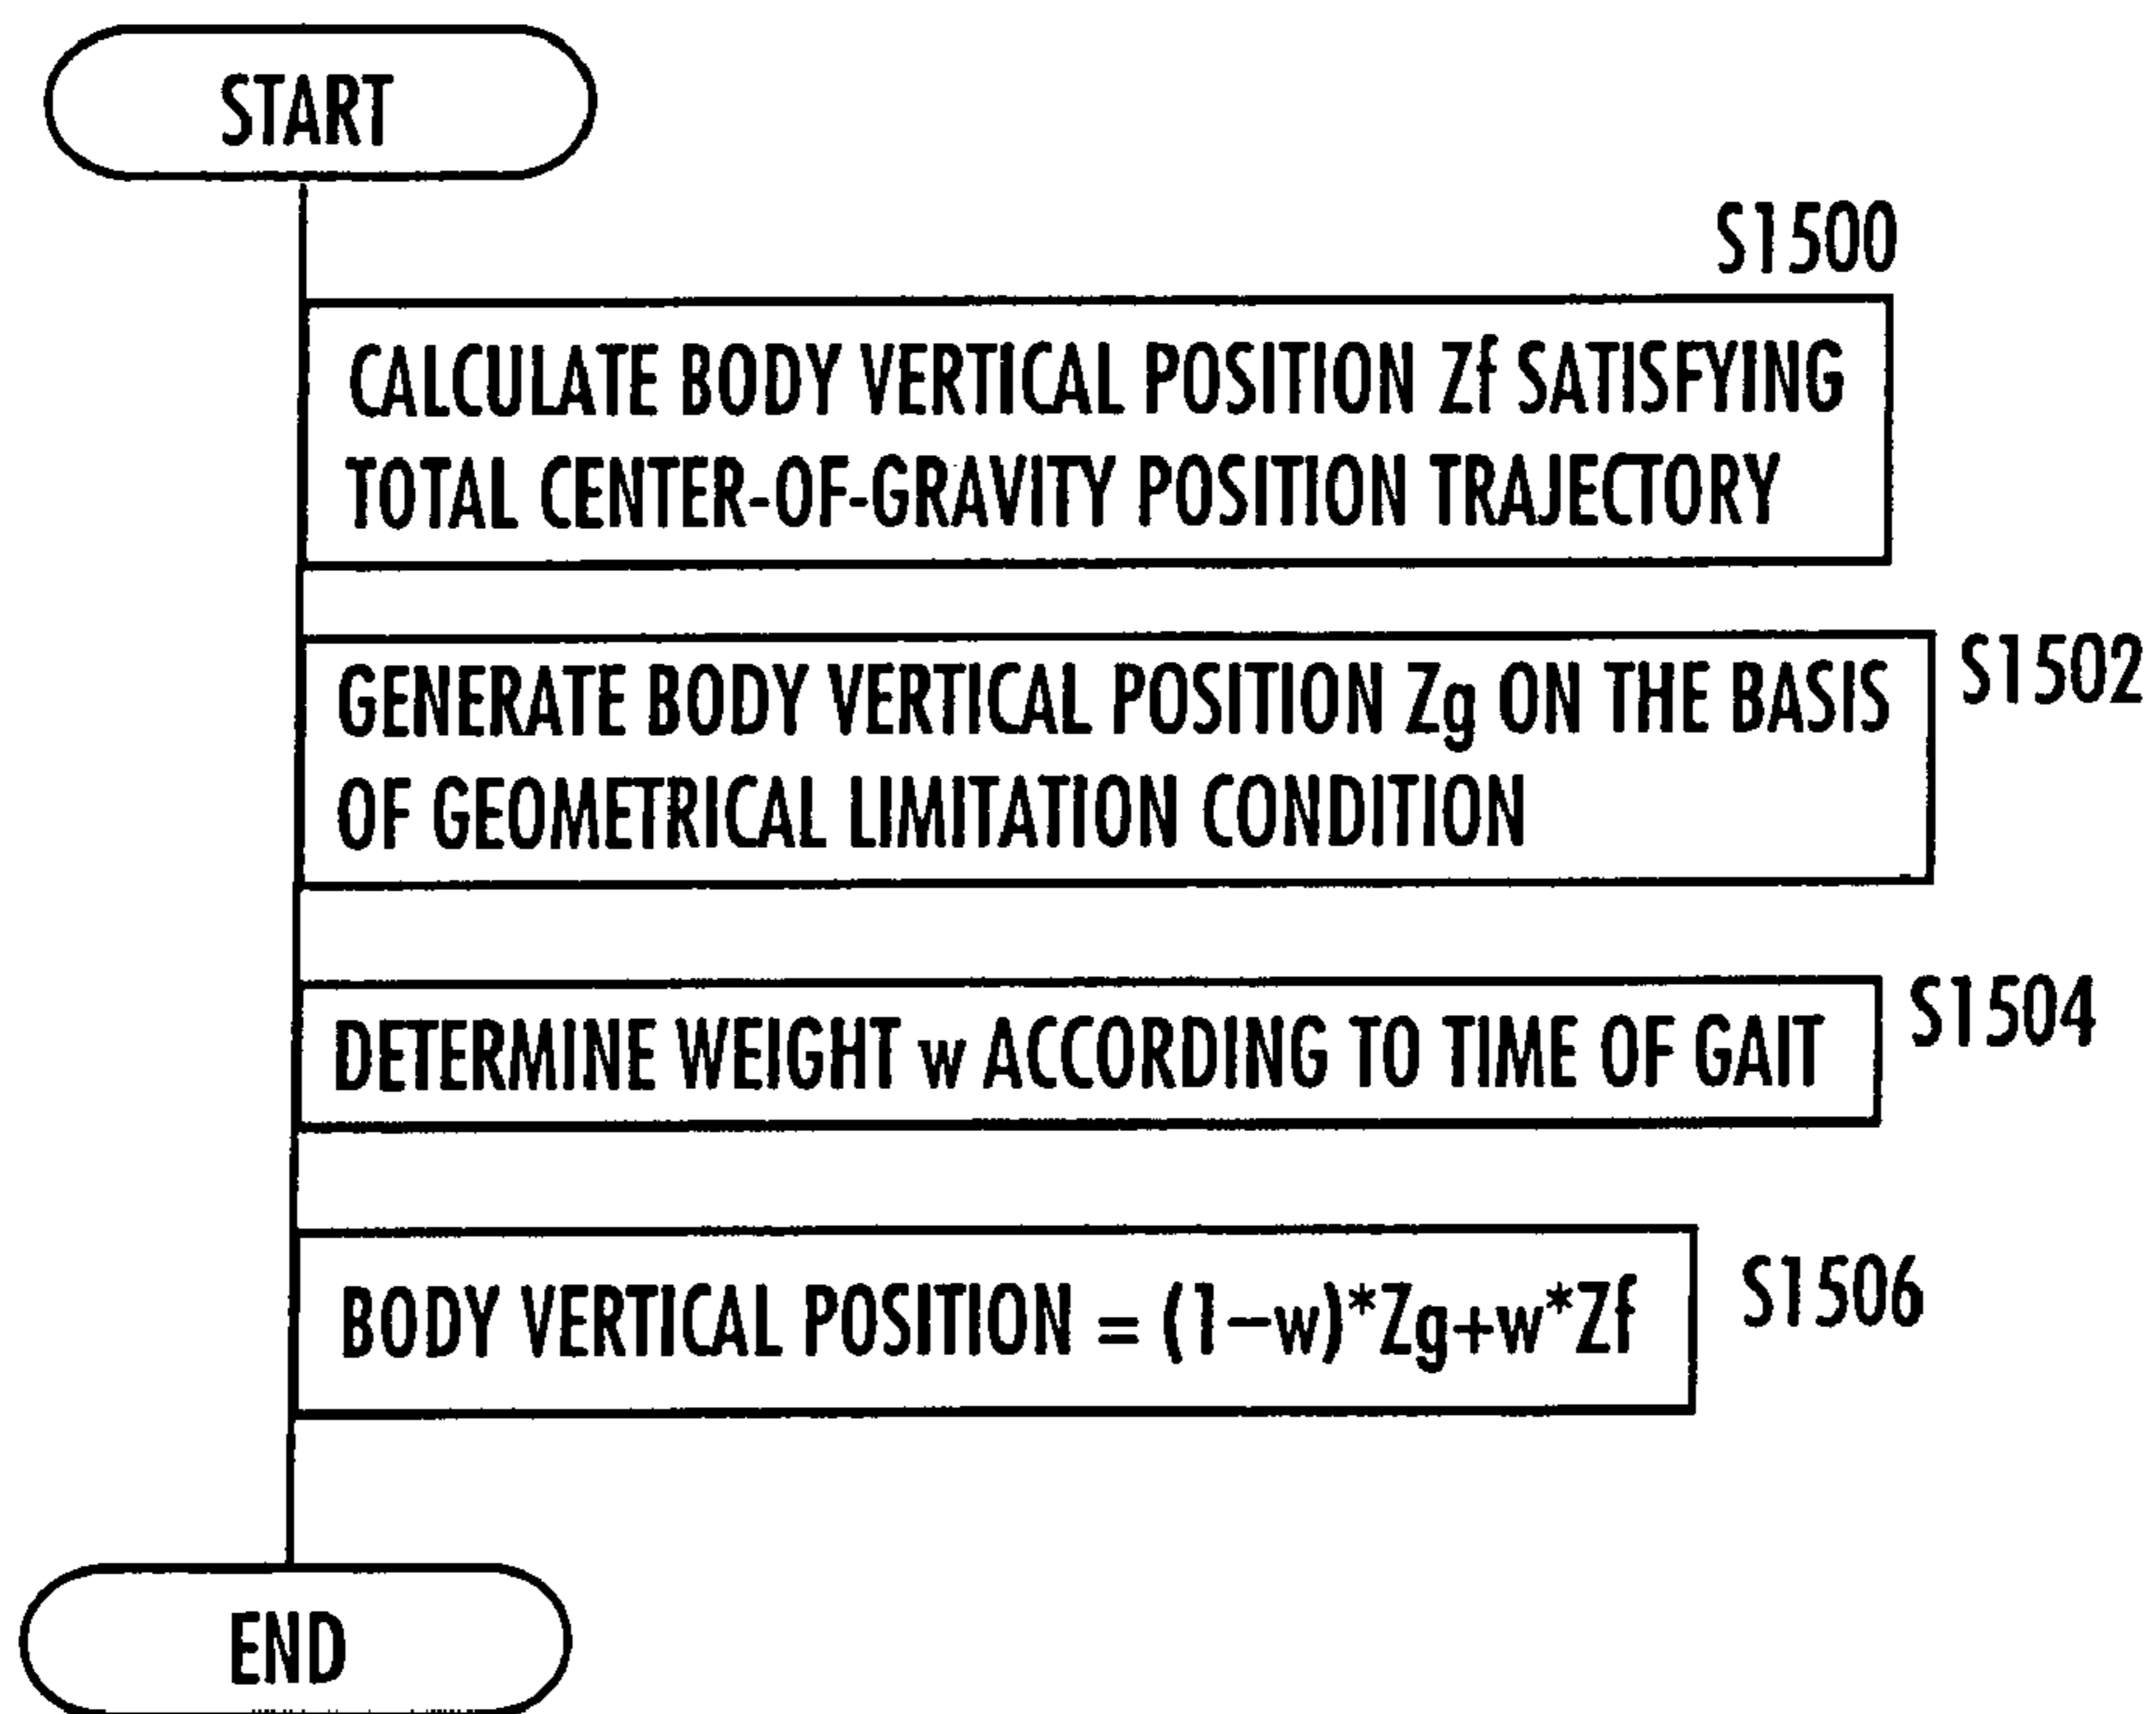 START
S1500
CALCULATE BODY VERTICAL POSITION Zf SATISFYING
TOTAL CENTER-OF-GRAVITY POSITION TRAJECTORY
S1502
GENERATE BODY VERTICAL POSITION Zg ON THE BASIS
OF GEOMETRICAL LIMITATION CONDITION
S1504
DETERMINE WEIGHT w ACCORDING TO TIME OF GAIT
S1506
BODY VERTICAL POSITION = (1-w)*Zg+w*Zf
END